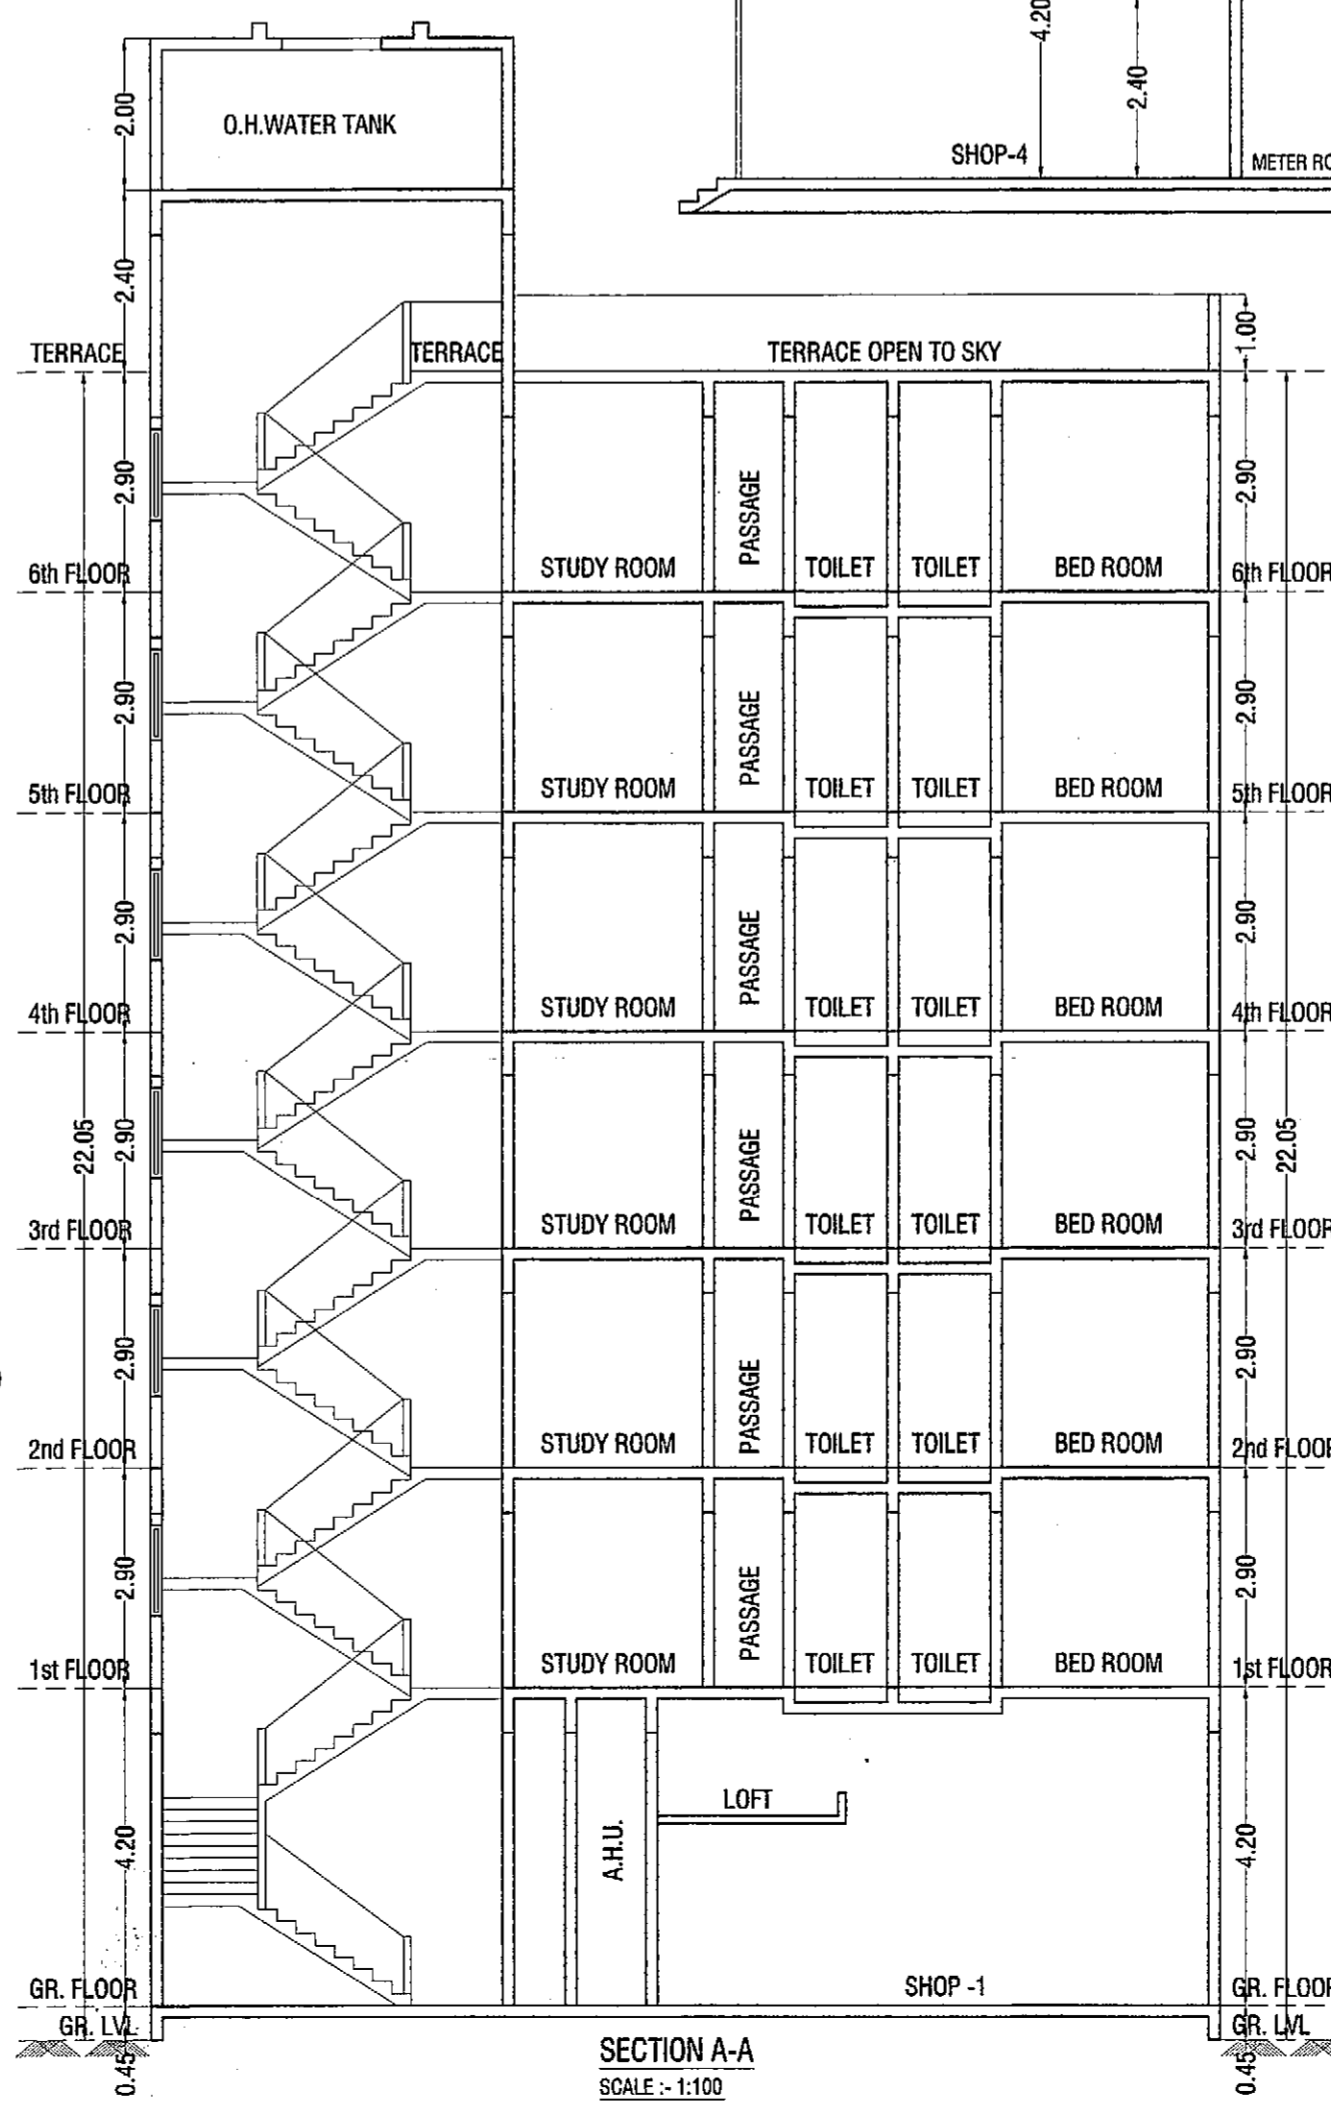 4.20
2.40
SHOP-4
METER RO
2.00
O.H.WATER TANK
2.40
1.00
TERRACE
TERRACE
TERRACE OPEN TO SKY
2.90
PASSAGE
2.90
6th FLOOR
STUDY ROOM
TOILET
TOILET
BED ROOM
6th FLOOR
2.90
PASSAGE
2.90
5th FLOOR
STUDY ROOM
TOILET
TOILET
BED ROOM
5th FLOOR
2.90
PASSAGE
2.90
4th FLOOR
STUDY ROOM
TOILET
TOILET
BED ROOM
4th FLOOR
22.05
2.90
PASSAGE
2.90
22.05
3rd FLOOR
STUDY ROOM
TOILET
TOILET
BED ROOM
3rd FLOOR
2.90
PASSAGE
2.90
2nd FLOOR
STUDY ROOM
TOILET
TOILET
BED ROOM
2nd FLOOR
2.90
PASSAGE
2.90
1st FLOOR
STUDY ROOM
TOILET
TOILET
BED ROOM
1st FLOOR
4.20
A.H.U.
LOFT
4.20
GR. FLOOR
SHOP -1
GR. FLOOR
GR. LVL
GR. LVL
0.45
SECTION A-A
SCALE :- 1:100
0.45